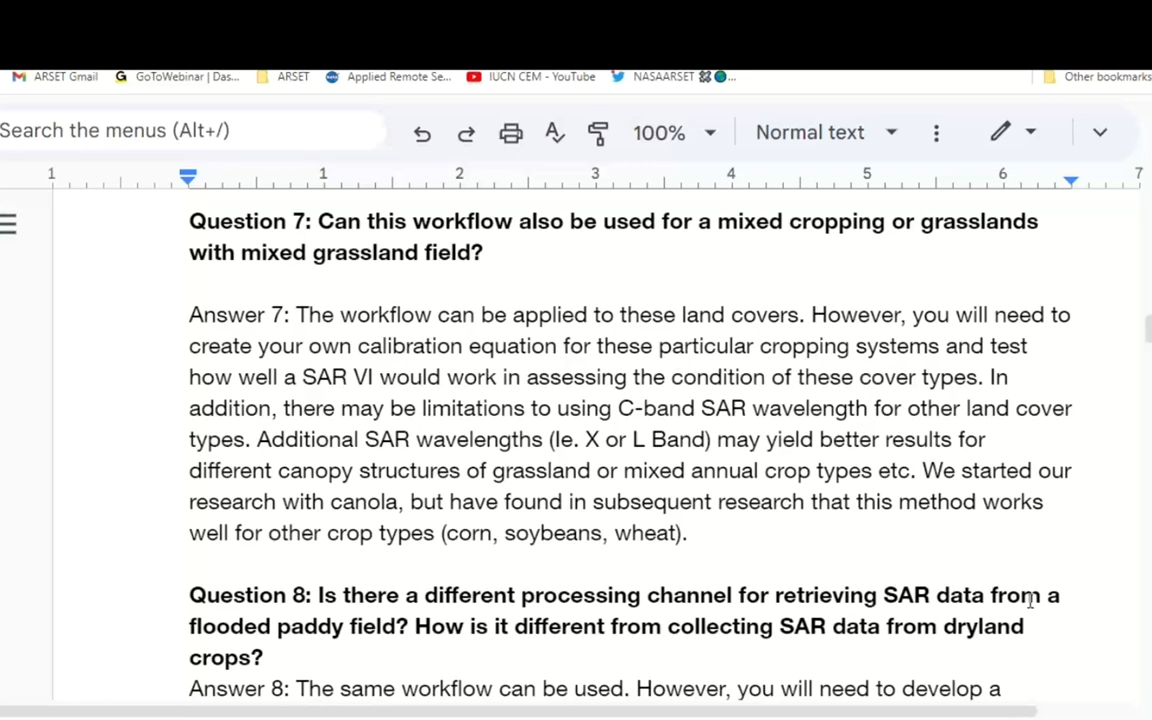 ARSET Gmail GoToWebinar | Das... ARSET Applied Remote Se... IUCN CEM - YouTube NASAARSET Other bookmarks
Search the menus (Alt+/) 100% Normal text
1 1 2 3 4 5 6 7
Question 7: Can this workflow also be used for a mixed cropping or grasslands
with mixed grassland field?
Answer 7: The workflow can be applied to these land covers. However, you will need to
create your own calibration equation for these particular cropping systems and test
how well a SAR VI would work in assessing the condition of these cover types. In
addition, there may be limitations to using C-band SAR wavelength for other land cover
types. Additional SAR wavelengths (Ie. X or L Band) may yield better results for
different canopy structures of grassland or mixed annual crop types etc. We started our
research with canola, but have found in subsequent research that this method works
well for other crop types (corn, soybeans, wheat).
Question 8: Is there a different processing channel for retrieving SAR data from a
flooded paddy field? How is it different from collecting SAR data from dryland
crops?
Answer 8: The same workflow can be used. However, you will need to develop a